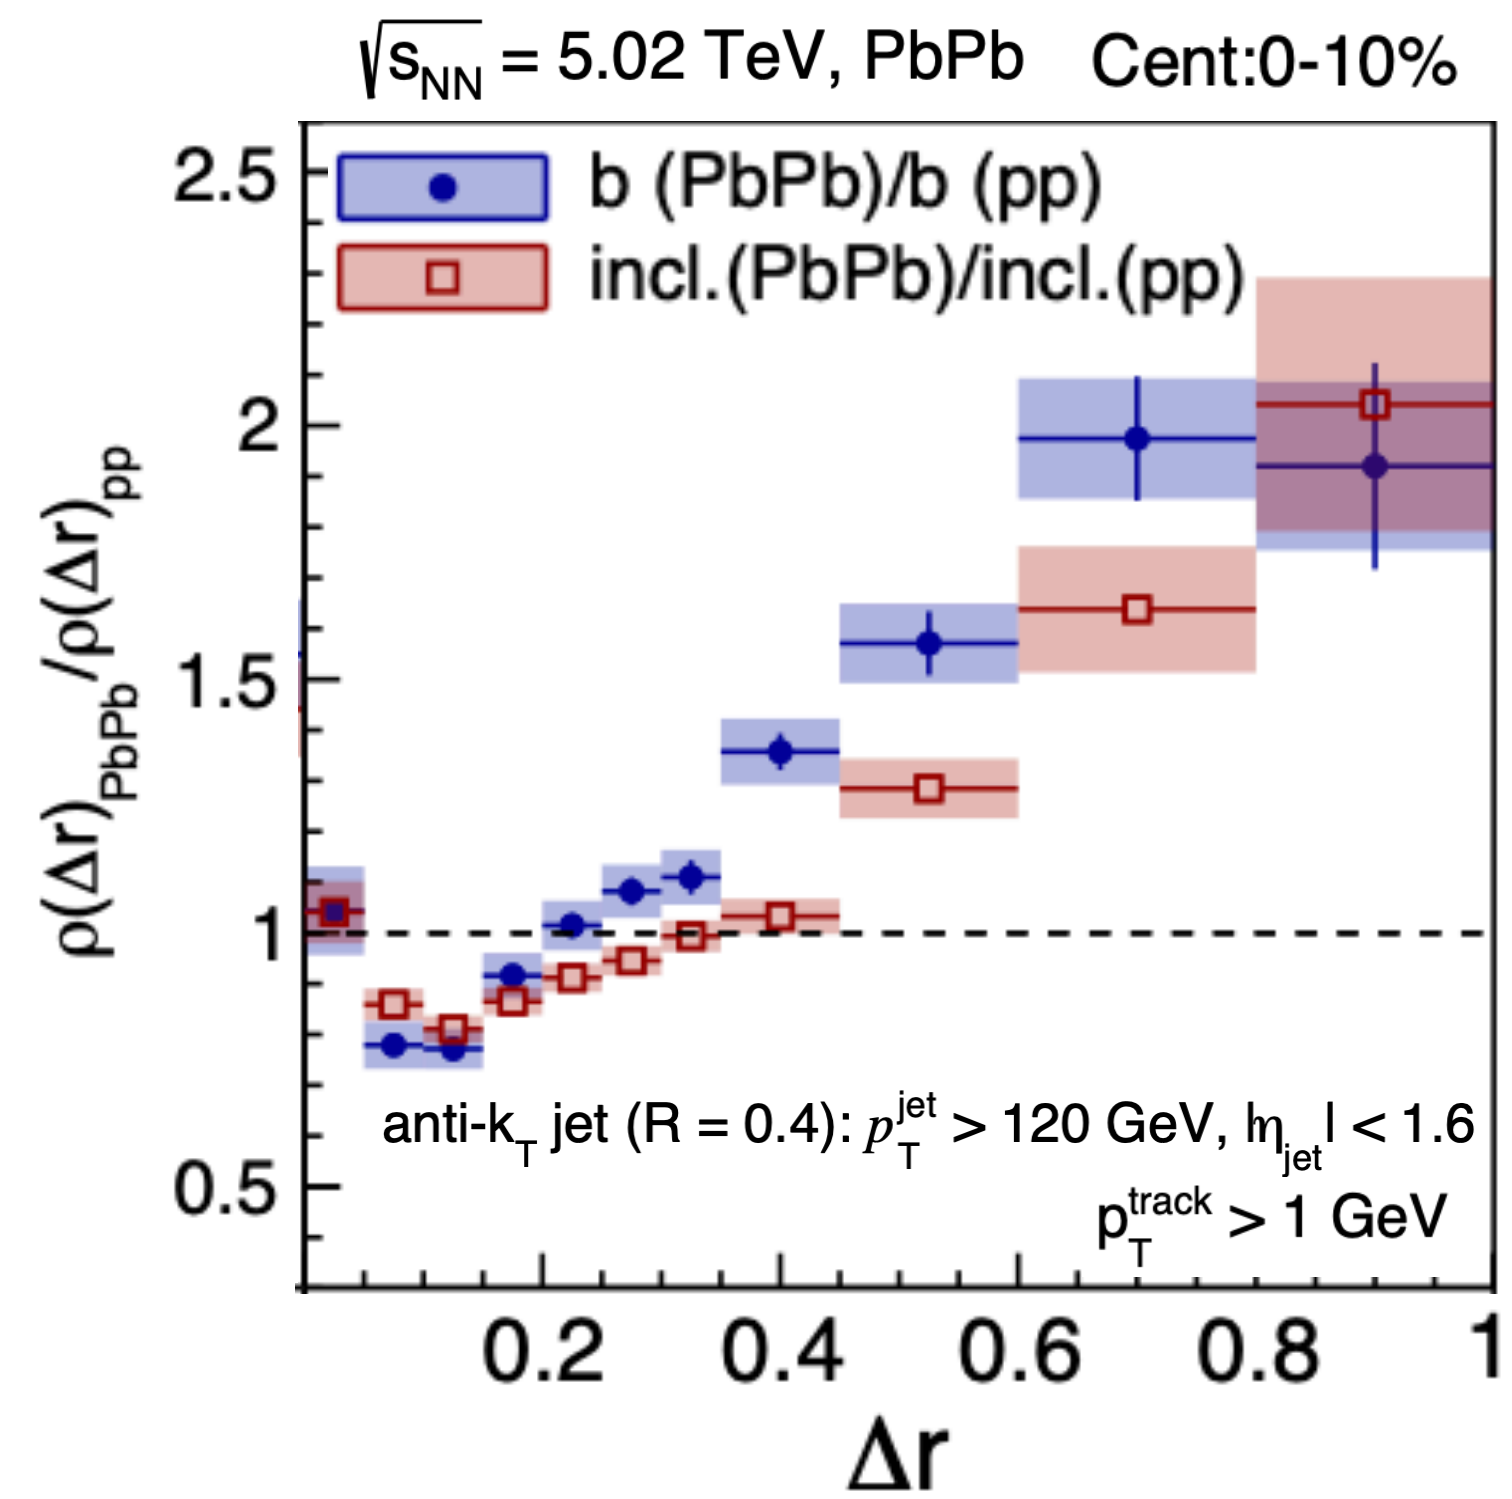 √sNN = 5.02 TeV, PbPb Cent:0-10%
b (PbPb)/b (pp)
incl.(PbPb)/incl.(pp)
ρ(Δr)PbPb/ρ(Δr)pp
2.5
2
1.5
1
0.5
anti-kT jet (R = 0.4): pTjet > 120 GeV, |ηjet| < 1.6
pTtrack > 1 GeV
0.2 0.4 0.6 0.8 1
Δr